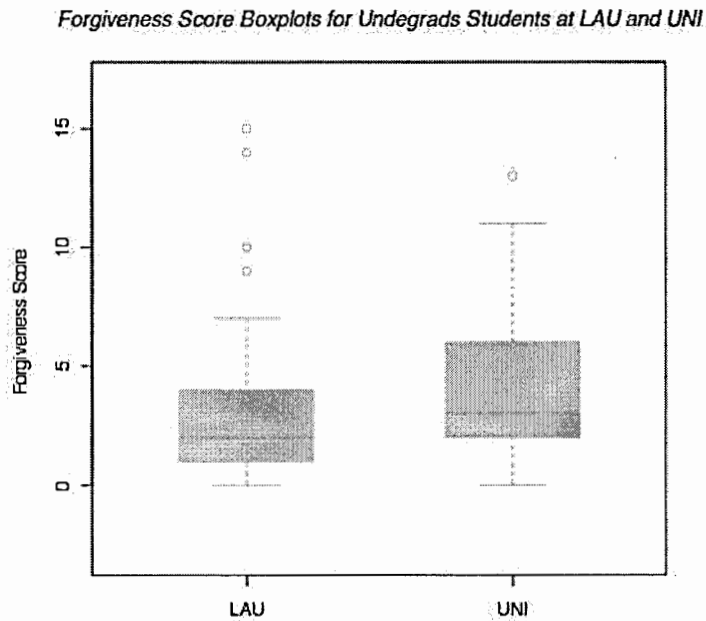 Forgiveness Score Boxplots for Undegrads Students at LAU and UNI
15
10
5
0
Forgiveness Score
LAU
UNI